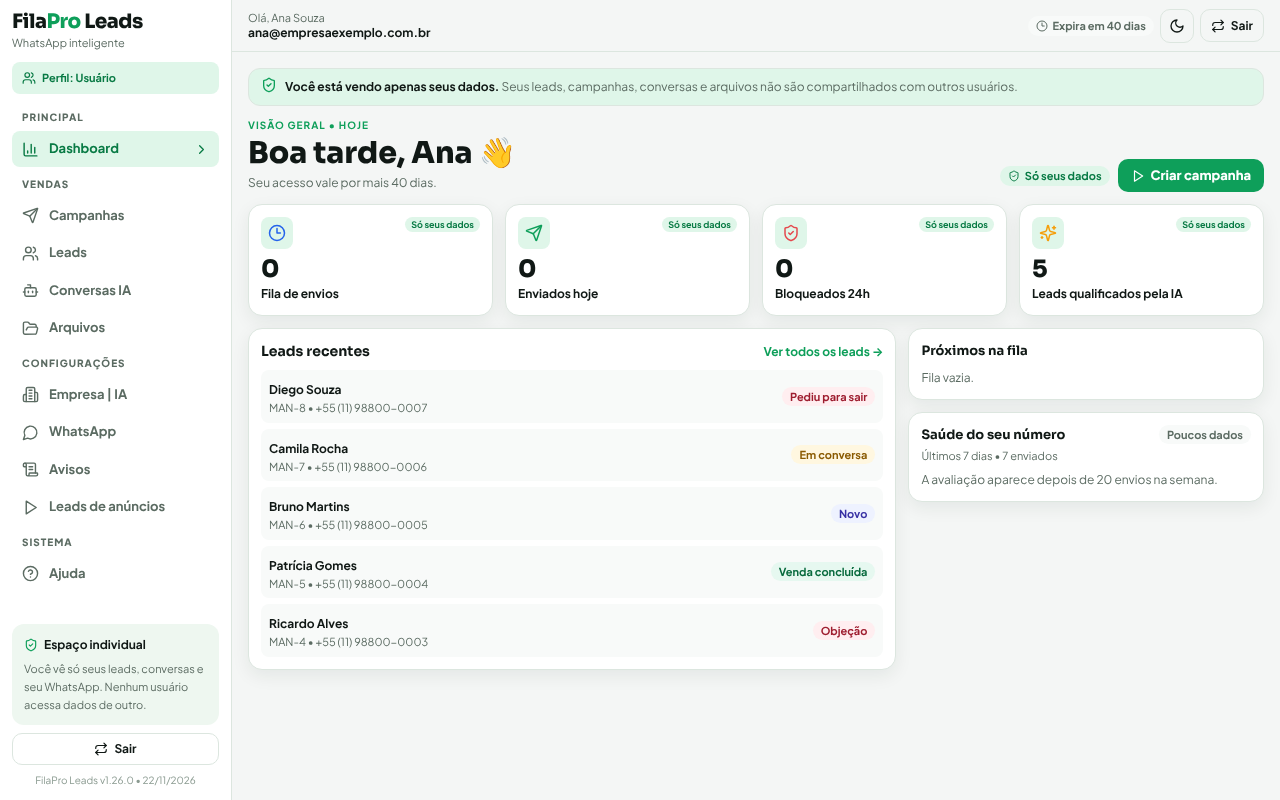 FilaPro Leads
WhatsApp inteligente
Perfil: Usuário
PRINCIPAL
Dashboard
VENDAS
Campanhas
Leads
Conversas IA
Arquivos
CONFIGURAÇÕES
Empresa | IA
WhatsApp
Avisos
Leads de anúncios
SISTEMA
Ajuda
Espaço individual
Você vê só seus leads, conversas e
seu WhatsApp. Nenhum usuário
acessa dados de outro.
Sair
FilaPro Leads v1.26.0 • 22/11/2026
Olá, Ana Souza
ana@empresaexemplo.com.br
Expira em 40 dias
Sair
Você está vendo apenas seus dados. Seus leads, campanhas, conversas e arquivos não são compartilhados com outros usuários.
VISÃO GERAL • HOJE
Boa tarde, Ana 👋
Seu acesso vale por mais 40 dias.
Só seus dados
Criar campanha
Só seus dados
0
Fila de envios
Só seus dados
0
Enviados hoje
Só seus dados
0
Bloqueados 24h
Só seus dados
5
Leads qualificados pela IA
Leads recentes
Ver todos os leads →
Diego Souza
MAN-8 • +55 (11) 98800-0007
Pediu para sair
Camila Rocha
MAN-7 • +55 (11) 98800-0006
Em conversa
Bruno Martins
MAN-6 • +55 (11) 98800-0005
Novo
Patrícia Gomes
MAN-5 • +55 (11) 98800-0004
Venda concluída
Ricardo Alves
MAN-4 • +55 (11) 98800-0003
Objeção
Próximos na fila
Fila vazia.
Saúde do seu número
Poucos dados
Últimos 7 dias • 7 enviados
A avaliação aparece depois de 20 envios na semana.